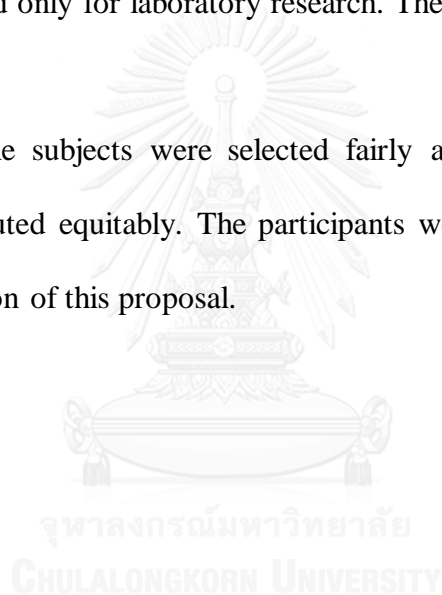 only for laboratory research. The
subjects were selected fairly a
uted equitably. The participants w
on of this proposal.
จุฬาลงกรณ์มหาวิทยาลัย
CHULALONGKORN UNIVERSITY